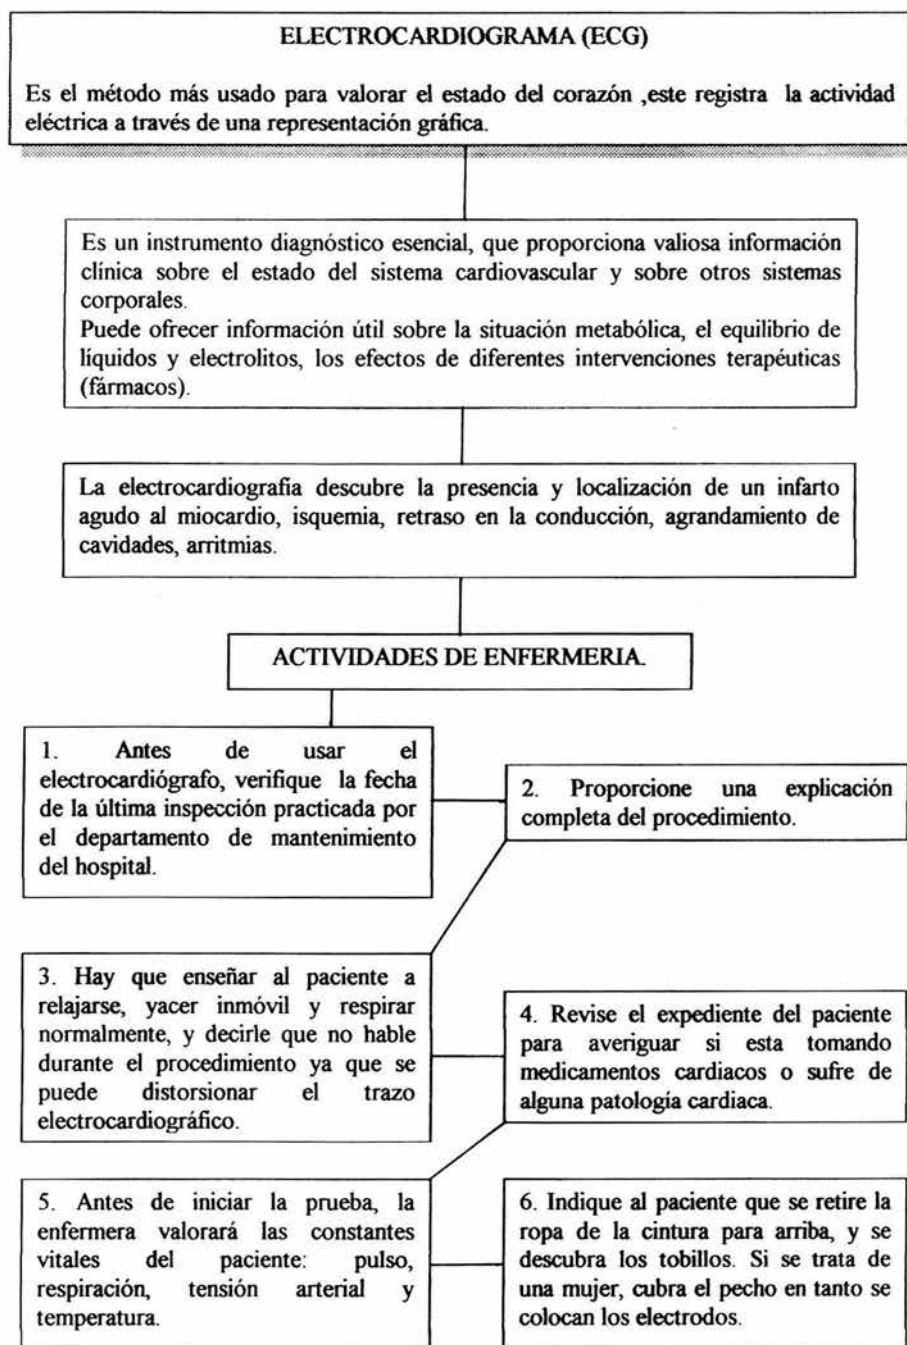 ELECTROCARDIOGRAMA (ECG)
Es el método más usado para valorar el estado del corazón ,este registra la actividad
eléctrica a través de una representación gráfica.
Es un instrumento diagnóstico esencial, que proporciona valiosa información
clínica sobre el estado del sistema cardiovascular y sobre otros sistemas
corporales.
Puede ofrecer información útil sobre la situación metabólica, el equilibrio de
líquidos y electrolitos, los efectos de diferentes intervenciones terapéuticas
(fármacos).
La electrocardiografía descubre la presencia y localización de un infarto
agudo al miocardio, isquemia, retraso en la conducción, agrandamiento de
cavidades, arritmias.
ACTIVIDADES DE ENFERMERIA.
1. Antes de usar el
electrocardiógrafo, verifique la fecha
de la última inspección practicada por
el departamento de mantenimiento
del hospital.
2. Proporcione una explicación
completa del procedimiento.
3. Hay que enseñar al paciente a
relajarse, yacer inmóvil y respirar
normalmente, y decirle que no hable
durante el procedimiento ya que se
puede distorsionar el trazo
electrocardiográfico.
4. Revise el expediente del paciente
para averiguar si esta tomando
medicamentos cardiacos o sufre de
alguna patología cardiaca.
5. Antes de iniciar la prueba, la
enfermera valorará las constantes
vitales del paciente: pulso,
respiración, tensión arterial y
temperatura.
6. Indique al paciente que se retire la
ropa de la cintura para arriba, y se
descubra los tobillos. Si se trata de
una mujer, cubra el pecho en tanto se
colocan los electrodos.